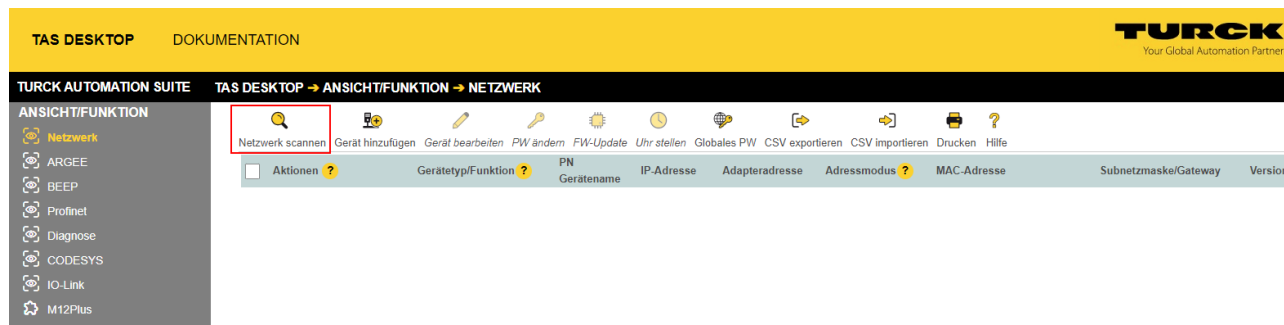 TAS DESKTOP DOKUMENTATION
TURCK
Your Global Automation Partner
TURCK AUTOMATION SUITE TAS DESKTOP → ANSICHT/FUNKTION → NETZWERK
ANSICHT/FUNKTION
Netzwerk
ARGEE
BEEP
Profinet
Diagnose
CODESYS
IO-Link
M12Plus
Netzwerk scannen Gerät hinzufügen Gerät bearbeiten PW ändern FW-Update Uhr stellen Globales PW CSV exportieren CSV importieren Drucken Hilfe
Aktionen ? Gerätetyp/Funktion ? PN Gerätename IP-Adresse Adapteradresse Adressmodus ? MAC-Adresse Subnetzmaske/Gateway Version